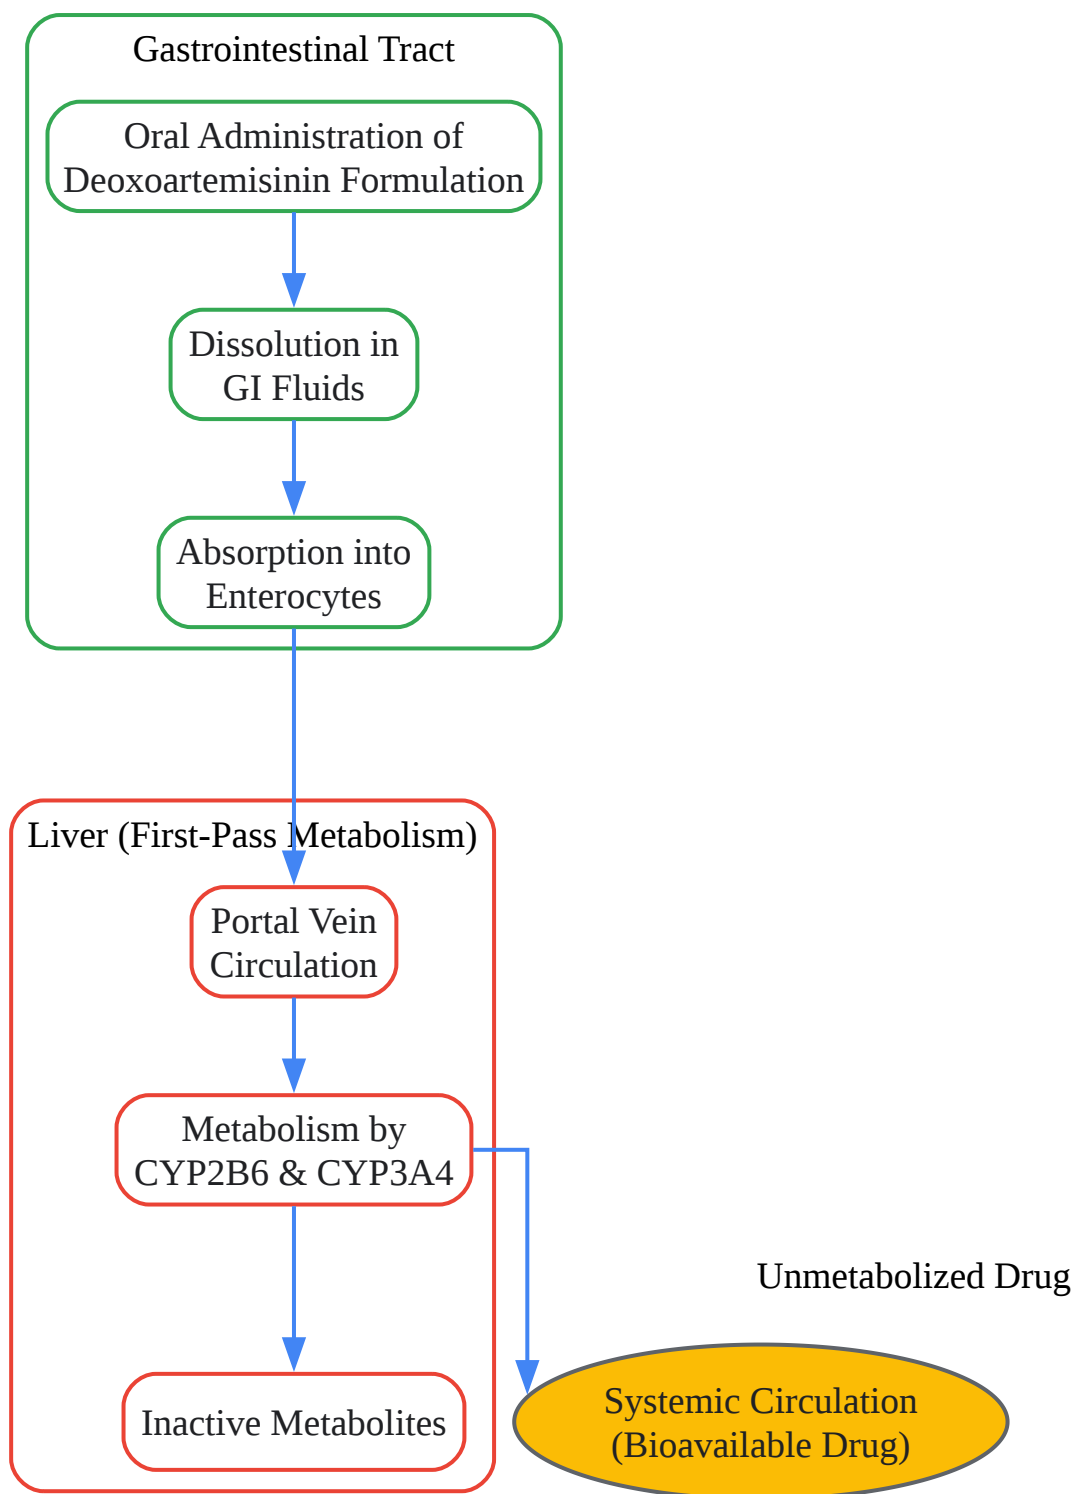 Gastrointestinal Tract
Oral Administration of
Deoxoartemisinin Formulation
Dissolution in
GI Fluids
Absorption into
Enterocytes
Liver (First-Pass Metabolism)
Portal Vein
Circulation
Metabolism by
CYP2B6 & CYP3A4
Unmetabolized Drug
Inactive Metabolites
Systemic Circulation
(Bioavailable Drug)